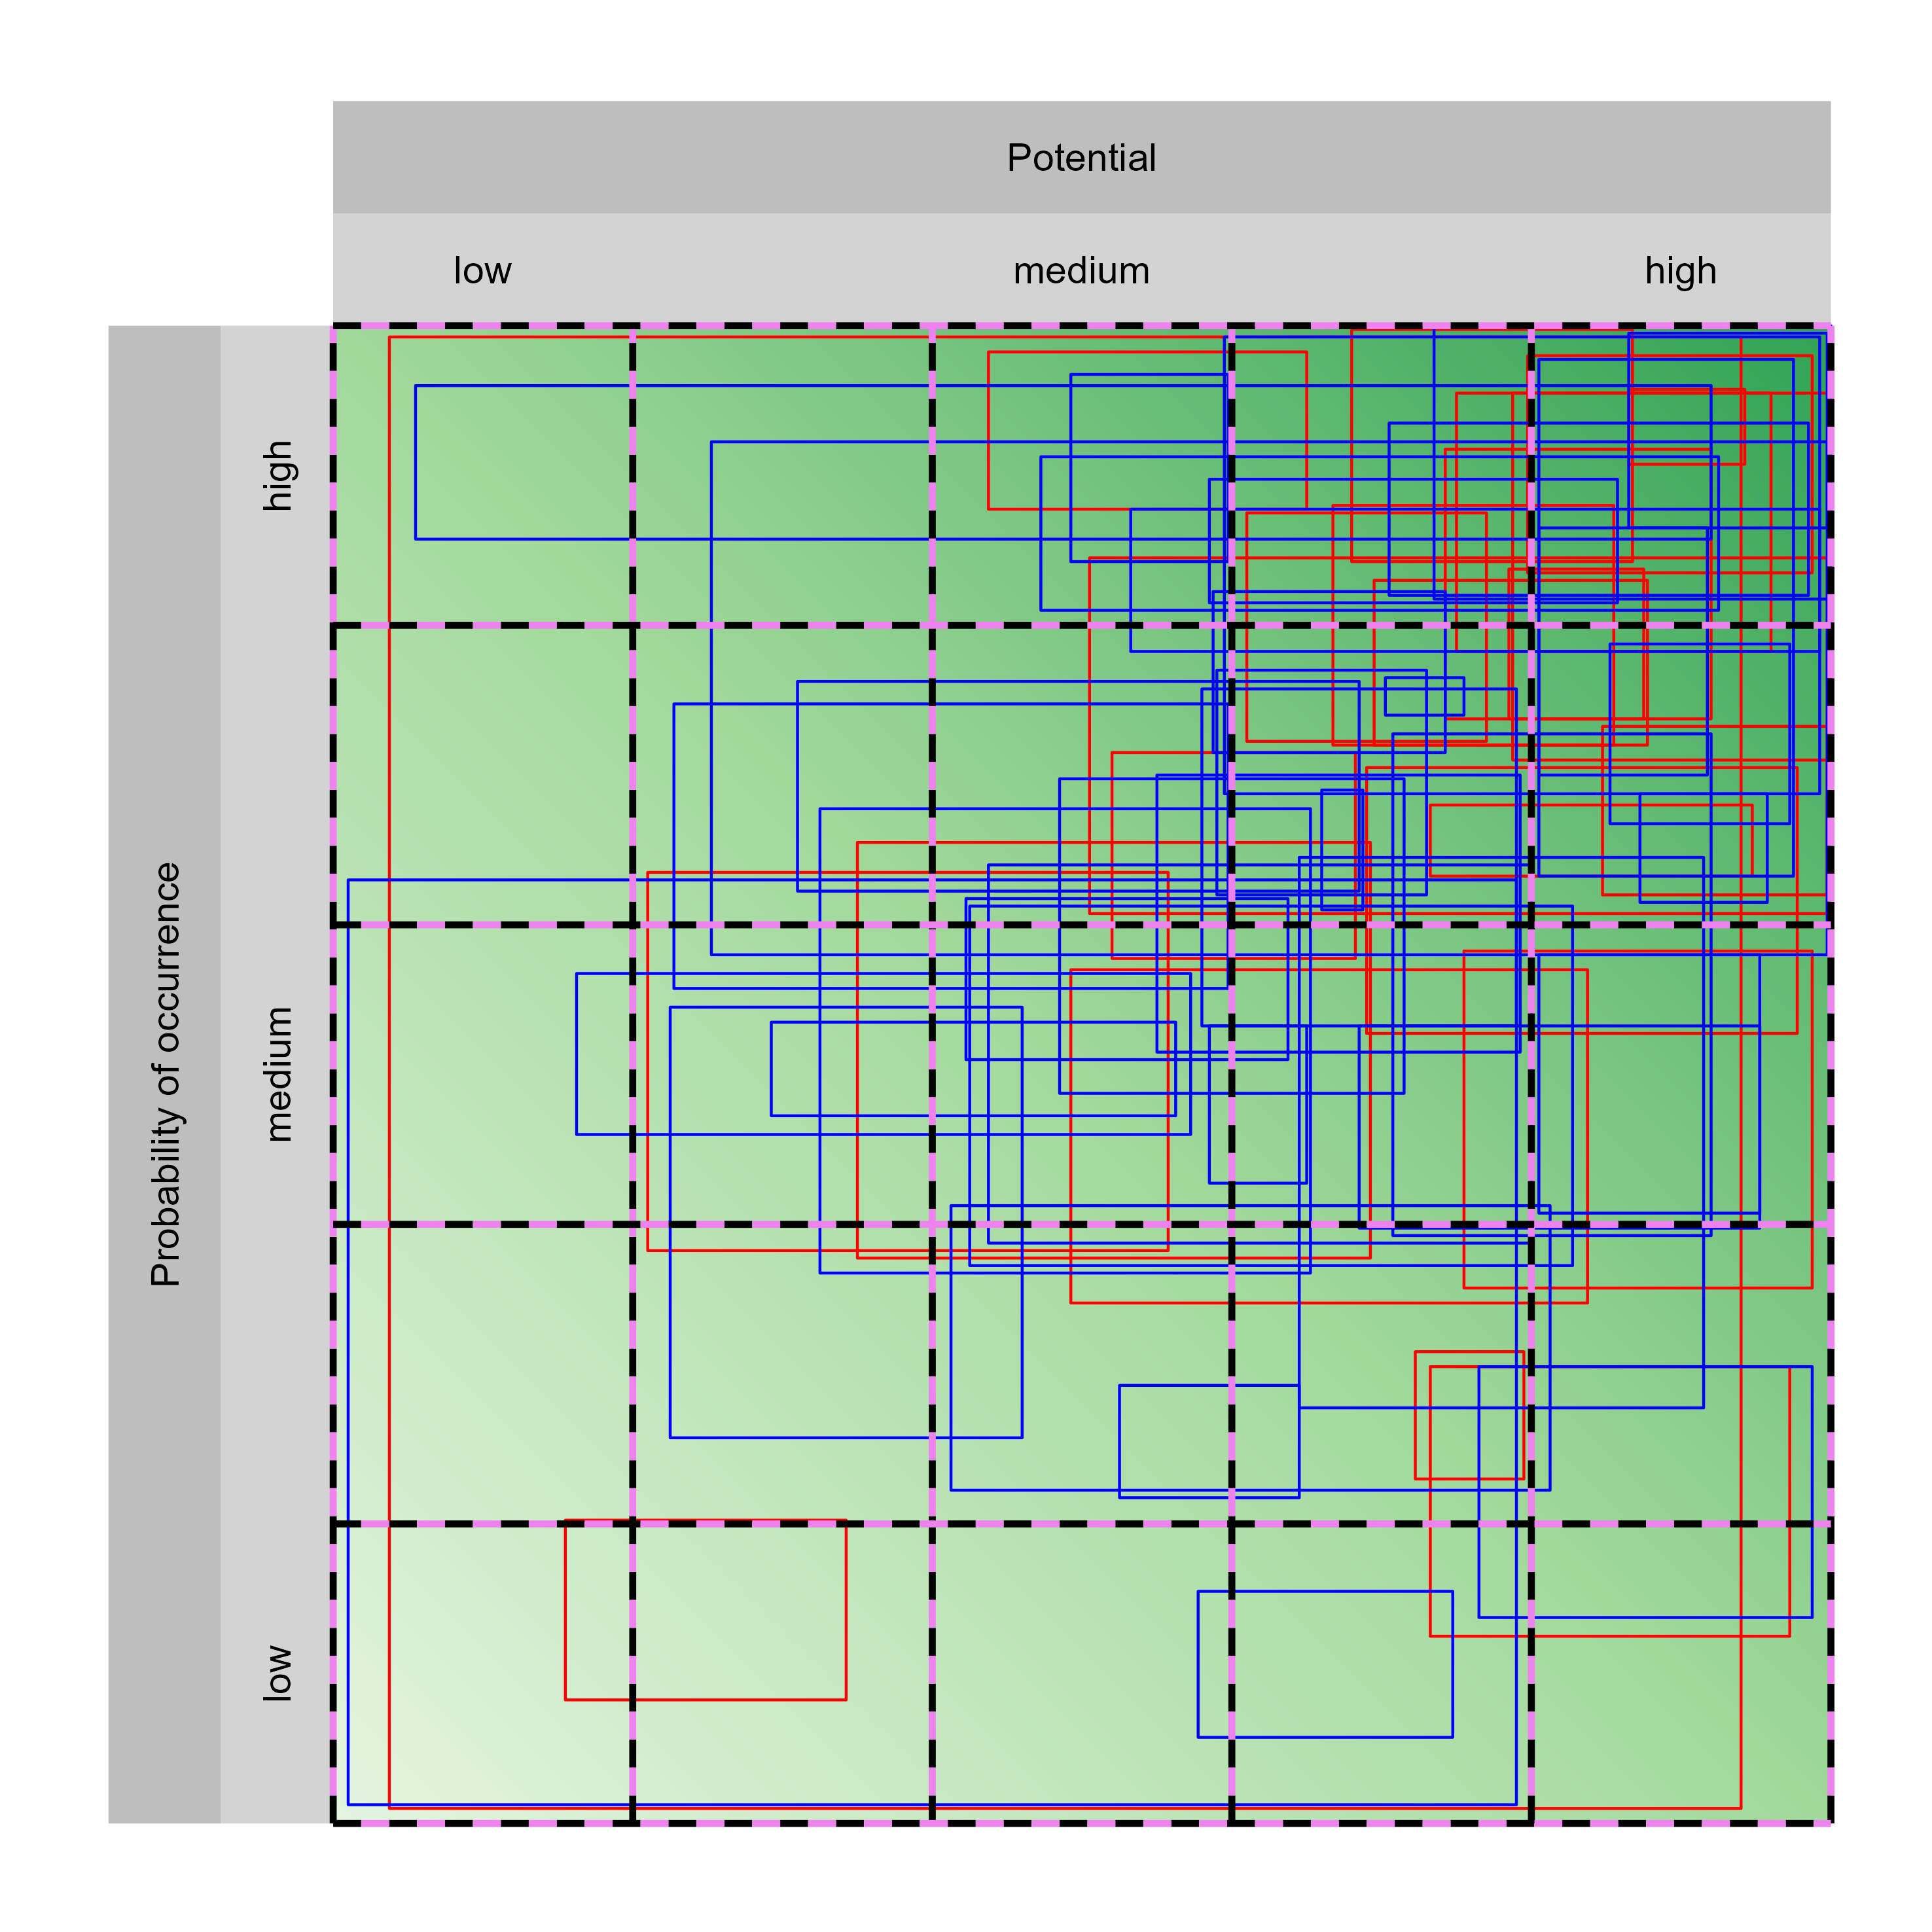 Potential
low medium high
Probability of occurrence
high
medium
low